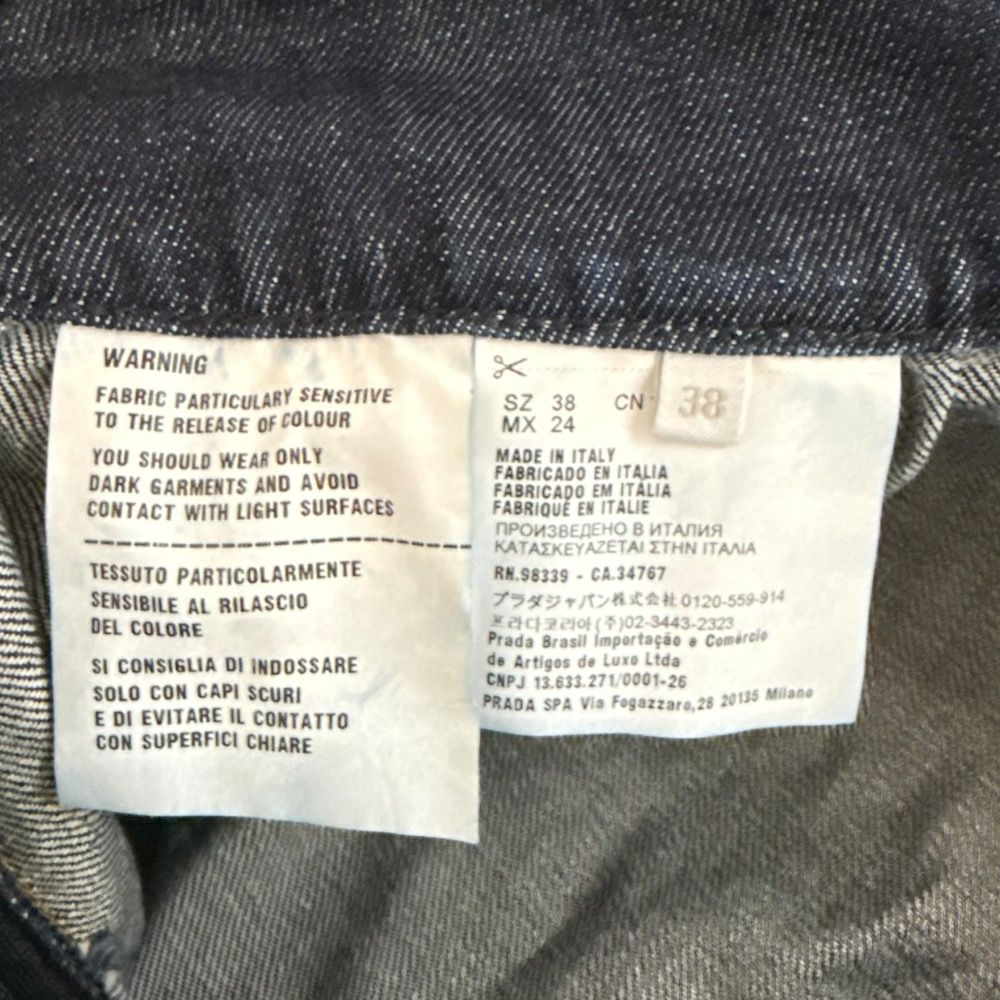 WARNING
FABRIC PARTICULARY SENSITIVE
TO THE RELEASE OF COLOUR
YOU SHOULD WEAR ONLY
DARK GARMENTS AND AVOID
CONTACT WITH LIGHT SURFACES
TESSUTO PARTICOLARMENTE
SENSIBILE AL RILASCIO
DEL COLORE
SI CONSIGLIA DI INDOSSARE
SOLO CON CAPI SCURI
E DI EVITARE IL CONTATTO
CON SUPERFICI CHIARE
SZ 38 CN
38
MX 24
MADE IN ITALY
FABRICADO EN ITALIA
FABRICADO EM ITALIA
FABRIQUÉ EN ITALIE
ПРОИЗВЕДЕНО В ИТАЛИЯ
ΚΑΤΑΣΚΕΥΑΖΕΤΑΙ ΣΤΗΝ ΙΤΑΛΙΑ
RN.98339 - CA.34767
プラダジャパン株式会社 0120-559-914
프라다코리아(주)02-3443-2323
Prada Brasil Importação e Comércio
de Artigos de Luxo Ltda
CNPJ 13.633.271/0001-26
PRADA SPA Via Fogazzaro,28 20135 Milano